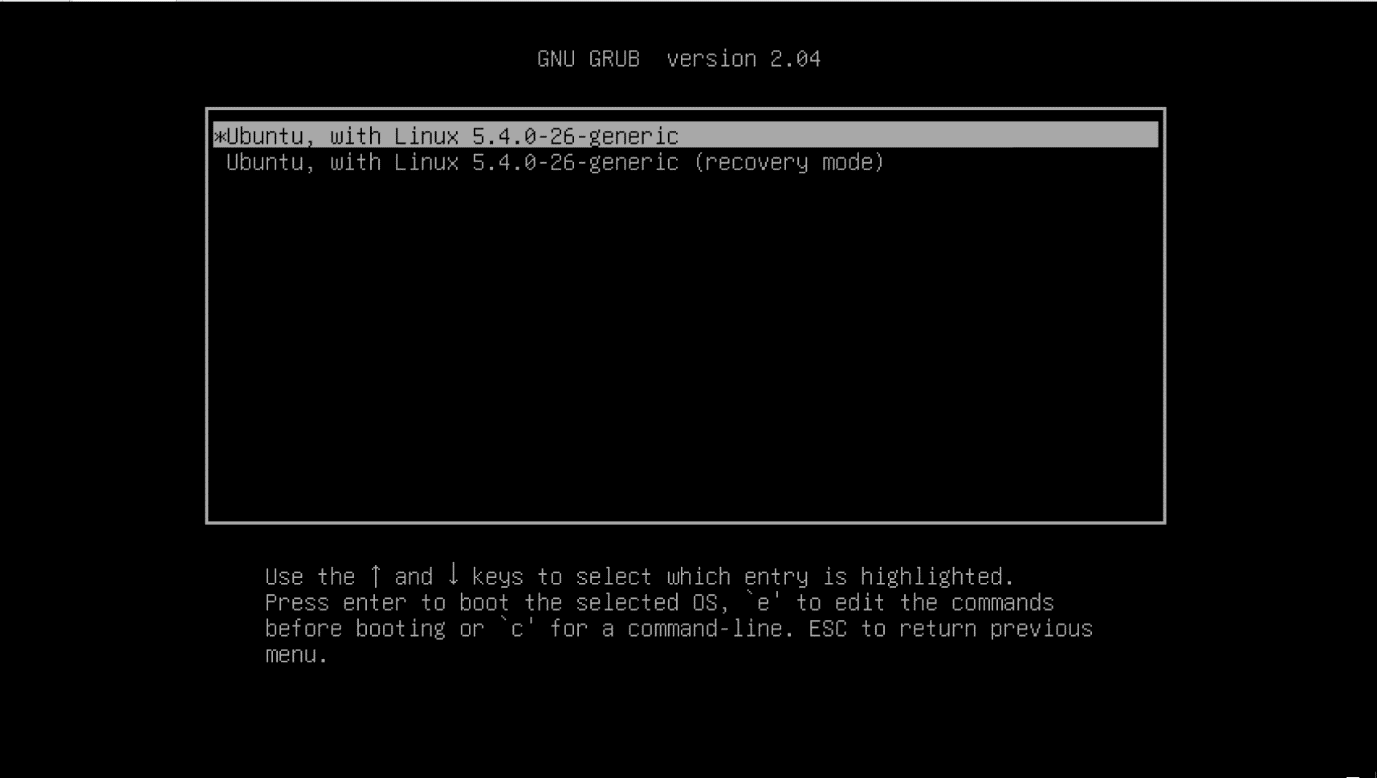 GNU GRUB  version 2.04
*Ubuntu, with Linux 5.4.0-26-generic
 Ubuntu, with Linux 5.4.0-26-generic (recovery mode)
Use the ↑ and ↓ keys to select which entry is highlighted.
Press enter to boot the selected OS, `e' to edit the commands
before booting or `c' for a command-line. ESC to return previous
menu.